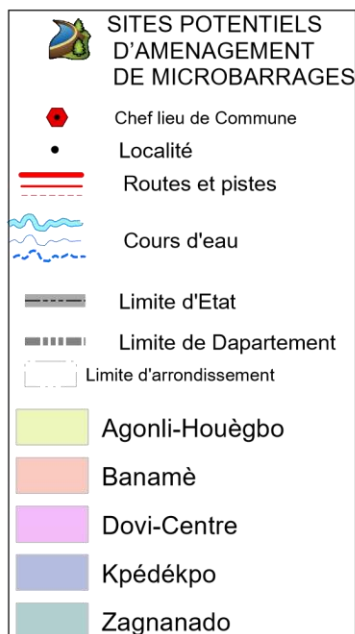 SITES POTENTIELS
D'AMENAGEMENT
DE MICROBARRAGES
Chef lieu de Commune
Localité
Routes et pistes
Cours d'eau
Limite d'Etat
Limite de Dapartement
Limite d'arrondissement
Agonli-Houègbo
Banamè
Dovi-Centre
Kpédékpo
Zagnanado